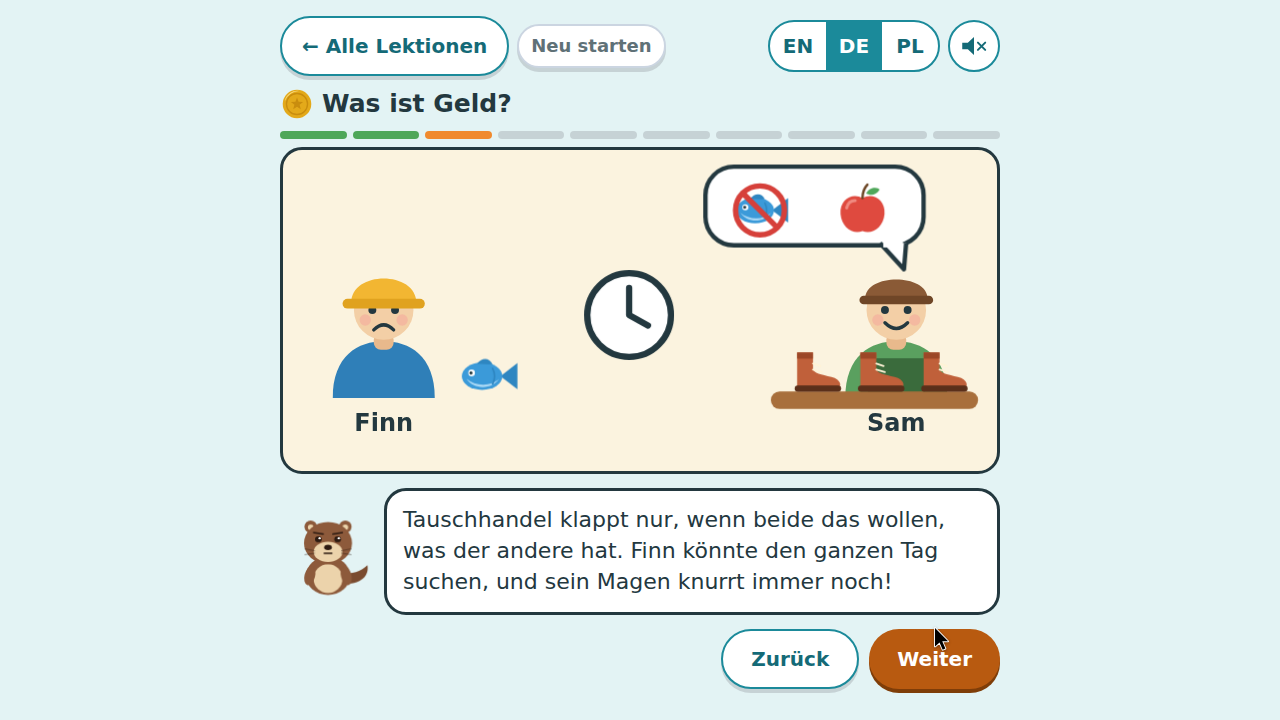 ← Alle Lektionen
Neu starten
EN DE PL
Was ist Geld?
Finn
Sam
Tauschhandel klappt nur, wenn beide das wollen,
was der andere hat. Finn könnte den ganzen Tag
suchen, und sein Magen knurrt immer noch!
Zurück
Weiter